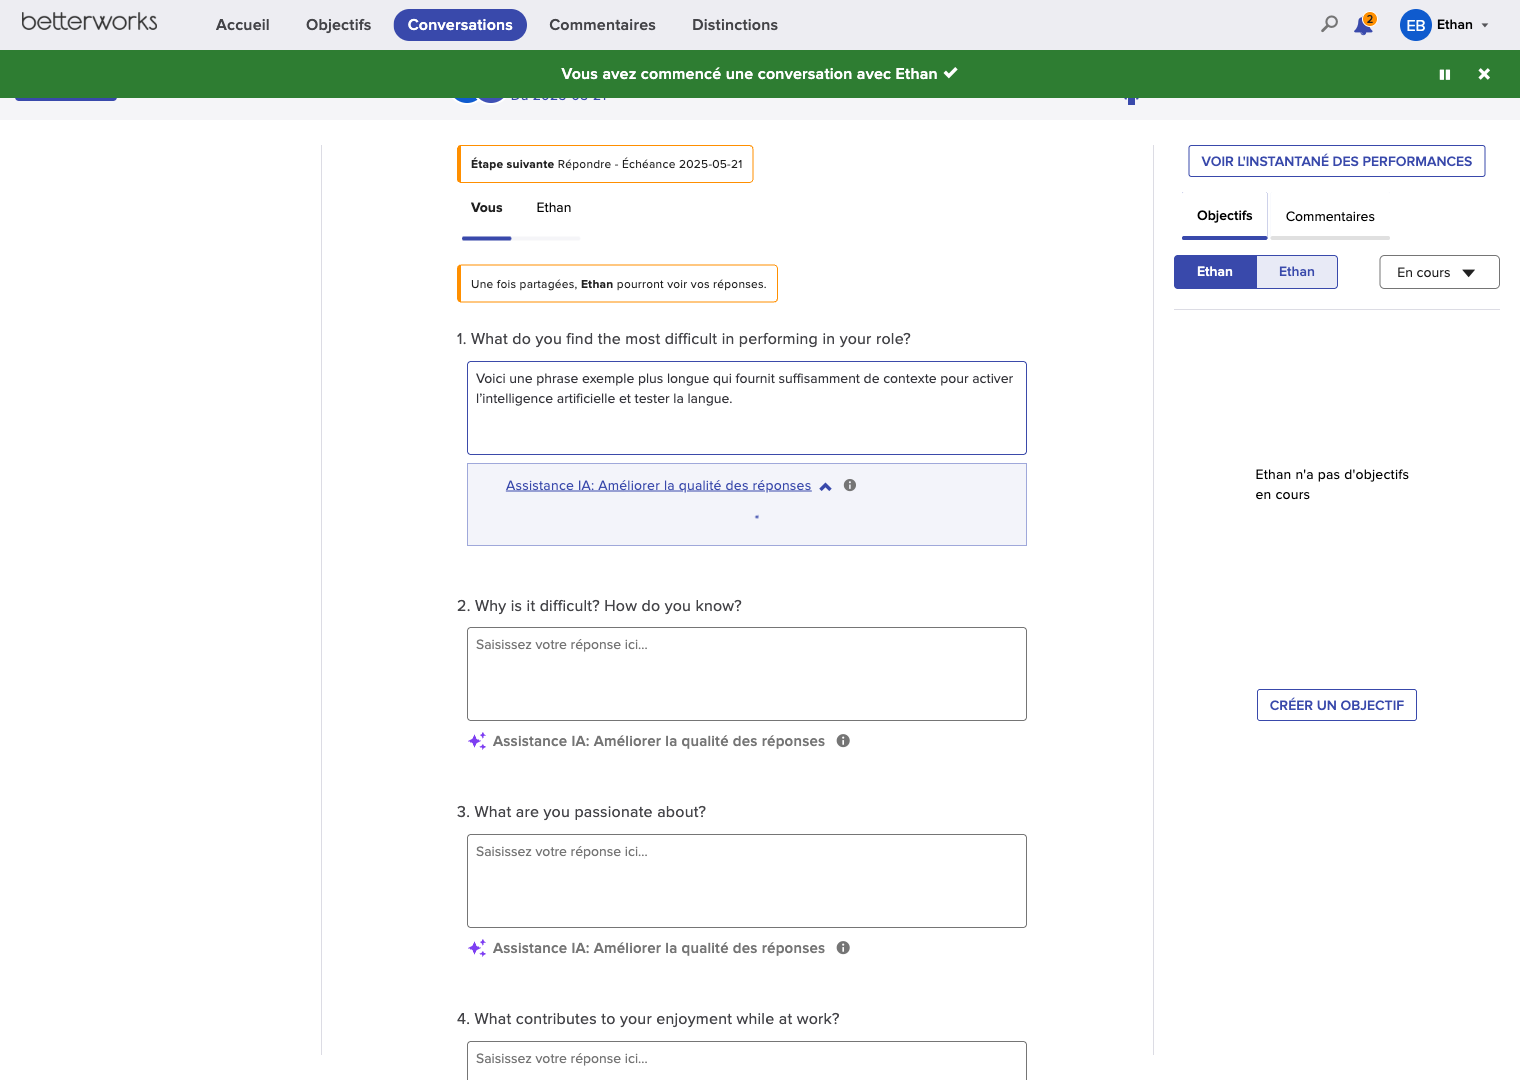 betterworks
Accueil
Objectifs
Conversations
Commentaires
Distinctions
2
EB
Ethan
Vous avez commencé une conversation avec Ethan
Étape suivante Répondre - Échéance 2025-05-21
Vous
Ethan
Une fois partagées, Ethan pourront voir vos réponses.
1. What do you find the most difficult in performing in your role?
Voici une phrase exemple plus longue qui fournit suffisamment de contexte pour activer
l'intelligence artificielle et tester la langue.
Assistance IA: Améliorer la qualité des réponses
2. Why is it difficult? How do you know?
Saisissez votre réponse ici...
Assistance IA: Améliorer la qualité des réponses
3. What are you passionate about?
Saisissez votre réponse ici...
Assistance IA: Améliorer la qualité des réponses
4. What contributes to your enjoyment while at work?
Saisissez votre réponse ici...
VOIR L'INSTANTANÉ DES PERFORMANCES
Objectifs
Commentaires
Ethan
Ethan
En cours
Ethan n'a pas d'objectifs
en cours
CRÉER UN OBJECTIF